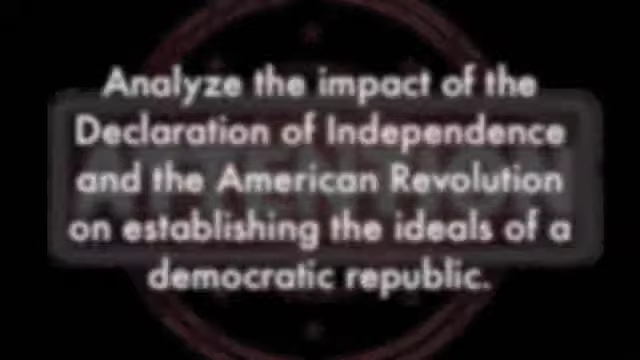 Analyze the impact of the
Declaration of Independence
and the American Revolution
on establishing the ideals of a
democratic republic.